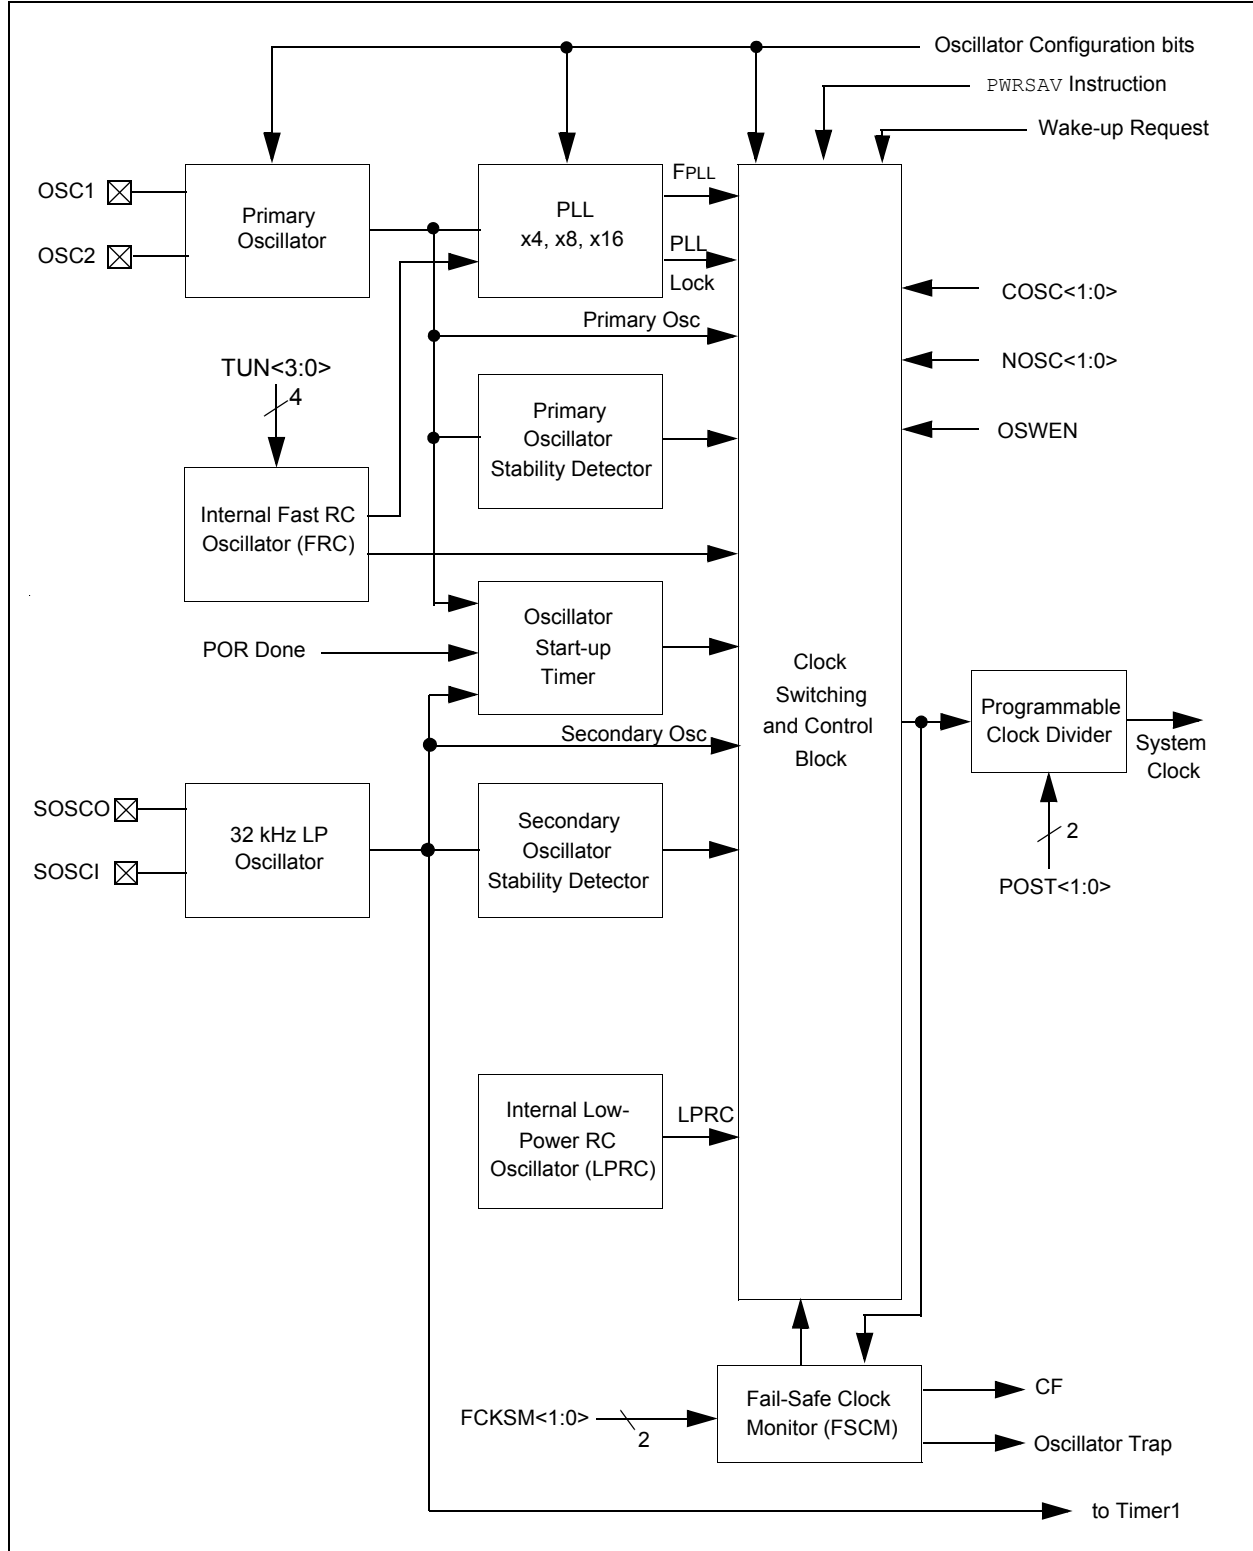 Oscillator Configuration bits
PWRSAV Instruction
Wake-up Request
OSC1
OSC2
Primary
Oscillator
PLL
x4, x8, x16
FPLL
PLL
Lock
Primary Osc
COSC<1:0>
NOSC<1:0>
OSWEN
TUN<3:0>
4
Primary
Oscillator
Stability Detector
Internal Fast RC
Oscillator (FRC)
Oscillator
Start-up
Timer
POR Done
Clock
Switching
and Control
Block
Secondary Osc
Programmable
Clock Divider
System
Clock
2
POST<1:0>
SOSCO
SOSCI
32 kHz LP
Oscillator
Secondary
Oscillator
Stability Detector
Internal Low-
Power RC
Oscillator (LPRC)
LPRC
FCKSM<1:0>
2
Fail-Safe Clock
Monitor (FSCM)
CF
Oscillator Trap
to Timer1